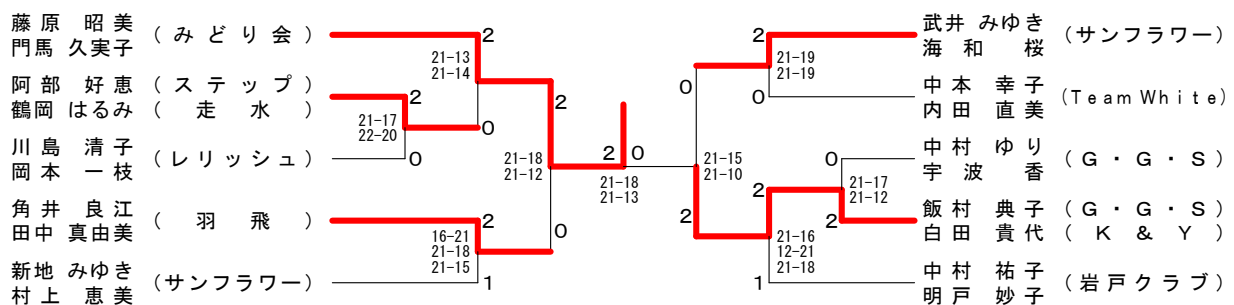 藤原 昭美
門馬 久実子
(みどり会)
阿部 好恵
鶴岡 はるみ
(ステップ)
(走水)
川島 清子
岡本 一枝
(レリッシュ)
角井 良江
田中 真由美
(羽飛)
新地 みゆき
村上 恵美
(サンフラワー)
2
21-13
21-14
2
21-17
22-20
0
0
2
21-18
21-12
0
2
16-21
21-18
21-15
1
2 0
21-18
21-13
0
21-15
21-10
2
2
21-19
21-19
0
0
21-17
21-12
2
2
21-16
12-21
21-18
1
武井 みゆき
海和 桜
(サンフラワー)
中本 幸子
内田 直美
(Team White)
中村 ゆり
宇波 香
(G・G・S)
飯村 典子
白田 貴代
(G・G・S)
(K & Y)
中村 祐子
明戸 妙子
(岩戸クラブ)